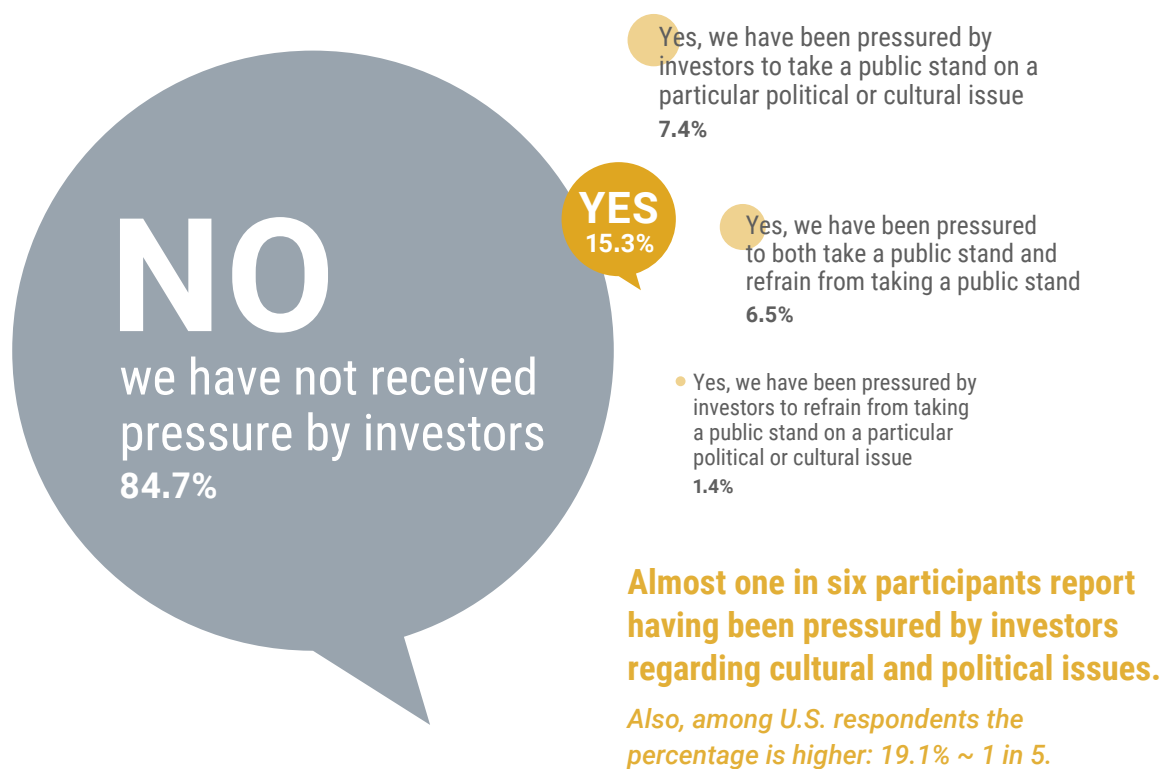 NO
we have not received
pressure by investors
84.7%
YES
15.3%
Yes, we have been pressured by
investors to take a public stand on a
particular political or cultural issue
7.4%
Yes, we have been pressured
to both take a public stand and
refrain from taking a public stand
6.5%
Yes, we have been pressured by
investors to refrain from taking
a public stand on a particular
political or cultural issue
1.4%
Almost one in six participants report
having been pressured by investors
regarding cultural and political issues.
Also, among U.S. respondents the
percentage is higher: 19.1% ~ 1 in 5.